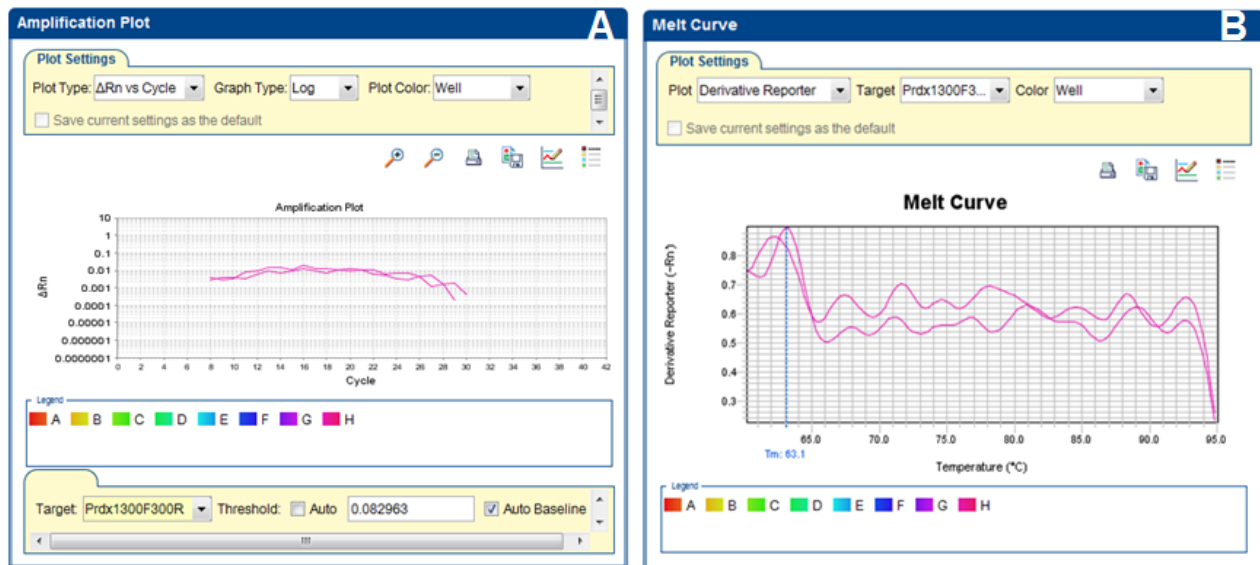 Amplification Plot A
Plot Settings
Plot Type: ΔRn vs Cycle Graph Type: Log Plot Color: Well
Save current settings as the default
Amplification Plot
10
1
0.1
0.01
0.001
0.0001
0.00001
0.000001
0.0000001
ΔRn
0 2 4 6 8 10 12 14 16 18 20 22 24 26 28 30 32 34 36 38 40 42
Cycle
Legend
A B C D E F G H
Target: Prdx1300F300R Threshold: Auto 0.082963 Auto Baseline
Melt Curve B
Plot Settings
Plot Derivative Reporter Target Prdx1300F3... Color Well
Save current settings as the default
Melt Curve
0.8
0.7
0.6
0.5
0.4
0.3
Derivative Reporter (-Rn)
65.0 70.0 75.0 80.0 85.0 90.0 95.0
Tm: 63.1
Temperature (°C)
Legend
A B C D E F G H